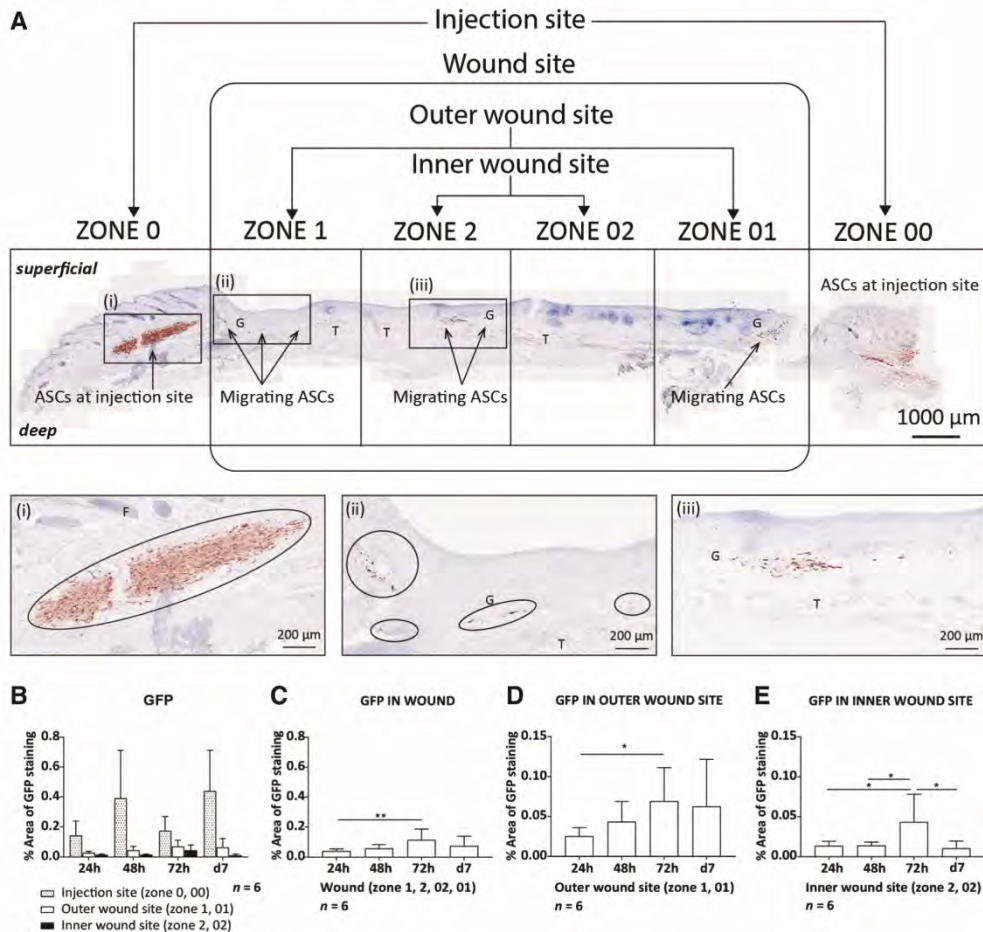 A
Injection site
Wound site
Outer wound site
Inner wound site
ZONE 0 ZONE 1 ZONE 2 ZONE 02 ZONE 01 ZONE 00
superficial
(i) (ii) (iii)
ASCs at injection site
G G G
T T T
ASCs at injection site Migrating ASCs Migrating ASCs Migrating ASCs
deep
1000 µm
(i) (ii) (iii)
F
G
G
T
T
200 µm 200 µm 200 µm
B GFP
% Area of GFP staining
0.8
0.6
0.4
0.2
0.0
24h 48h 72h d7
n = 6
Injection site (zone 0, 00)
Outer wound site (zone 1, 01)
Inner wound site (zone 2, 02)
C GFP IN WOUND
% Area of GFP staining
0.8
0.6
0.4
0.2
0.0
**
24h 48h 72h d7
Wound (zone 1, 2, 02, 01)
n = 6
D GFP IN OUTER WOUND SITE
% Area of GFP staining
0.15
0.10
0.05
0.00
*
24h 48h 72h d7
Outer wound site (zone 1, 01)
n = 6
E GFP IN INNER WOUND SITE
% Area of GFP staining
0.15
0.10
0.05
0.00
*
* *
24h 48h 72h d7
Inner wound site (zone 2, 02)
n = 6